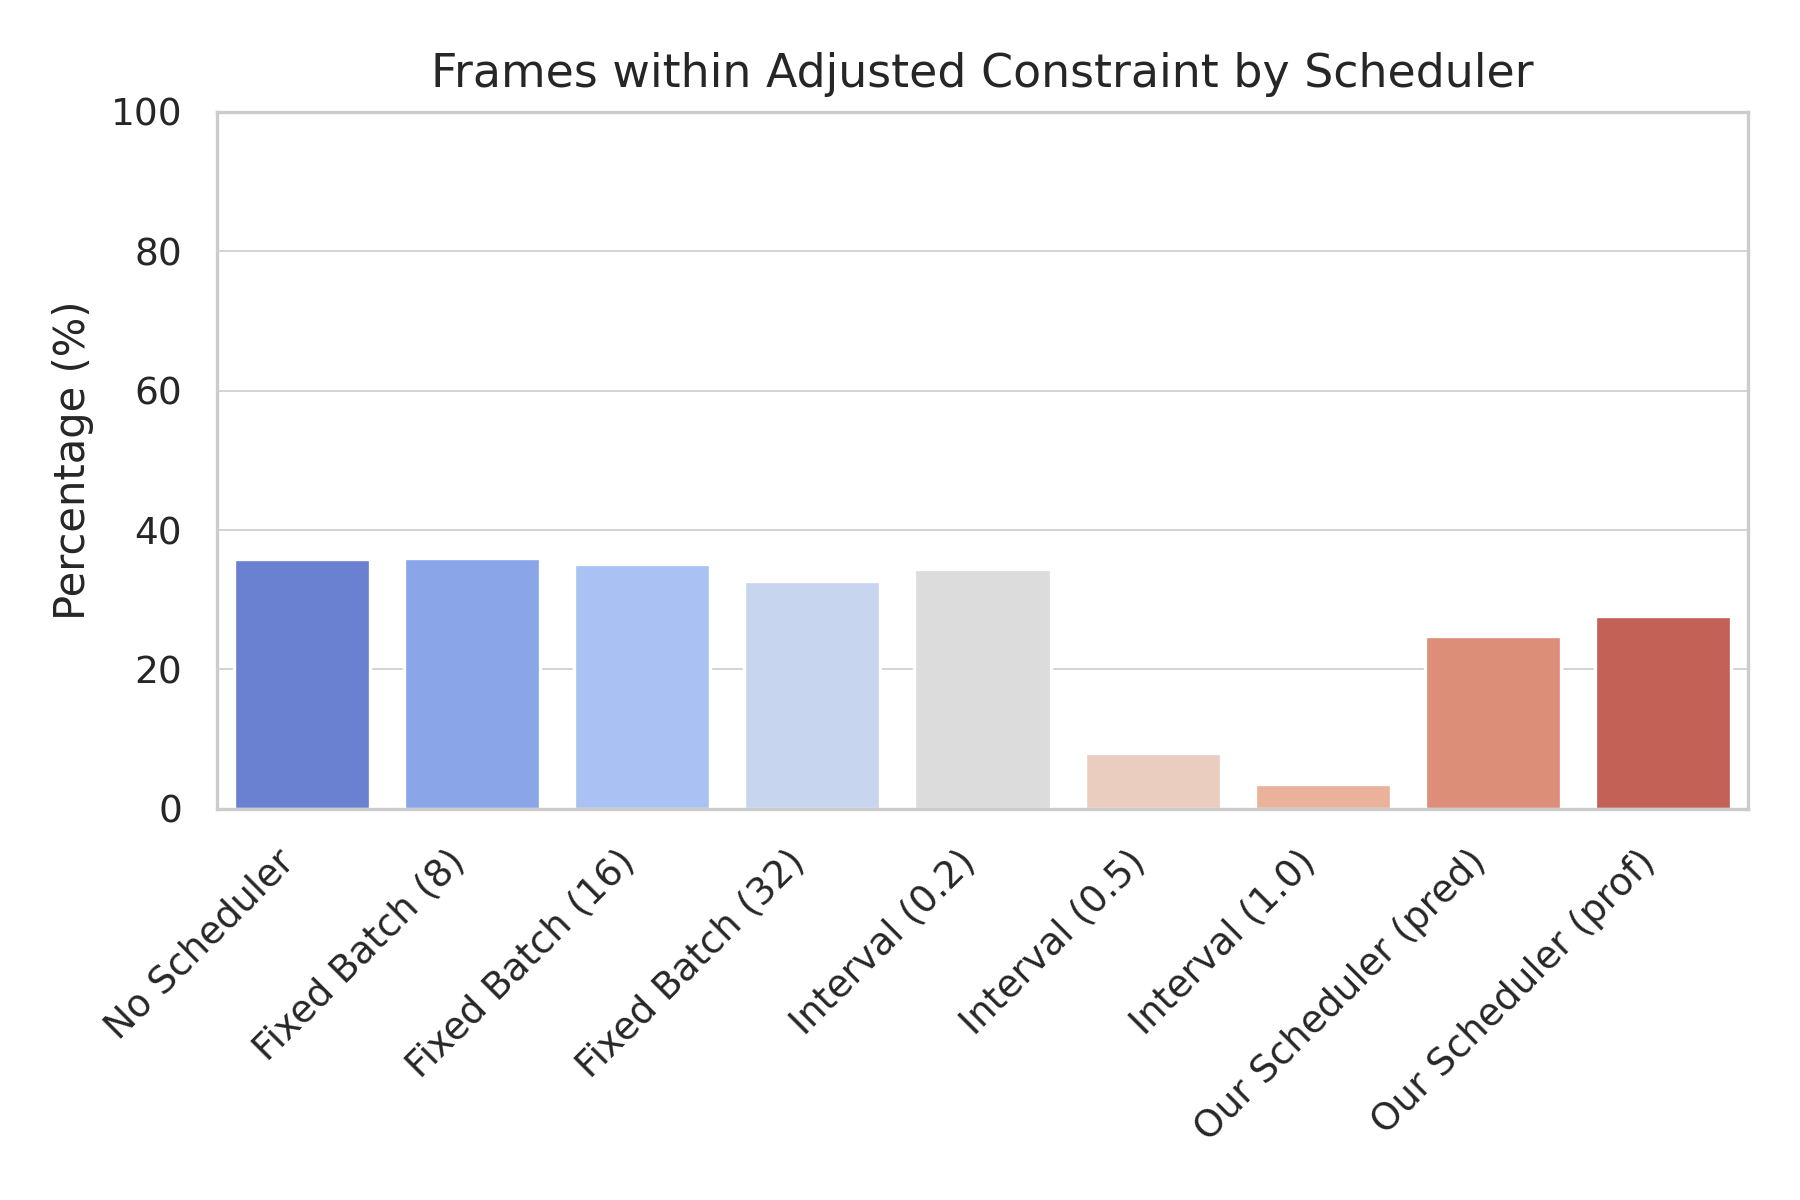 Frames within Adjusted Constraint by Scheduler
Percentage (%)
100
80
60
40
20
0
No Scheduler
Fixed Batch (8)
Fixed Batch (16)
Fixed Batch (32)
Interval (0.2)
Interval (0.5)
Interval (1.0)
Our Scheduler (pred)
Our Scheduler (prof)